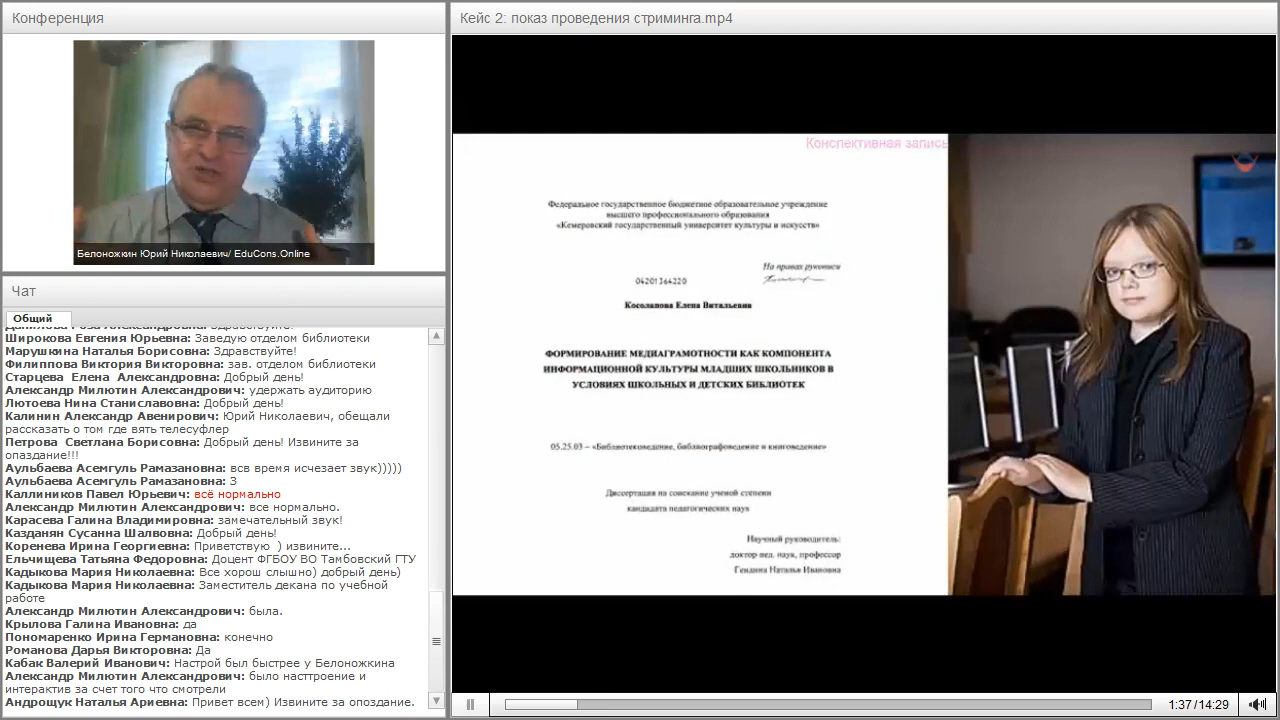 Конференция
Белоножкин Юрий Николаевич/ EduCons.Online
Чат
Общий
Данилова Роза Александровна: Здравствуйте!
Широкова Евгения Юрьевна: Заведую отделом библиотеки
Марушкина Наталья Борисовна: Здравствуйте!
Филиппова Виктория Викторовна: зав. отделом библиотеки
Старцева Елена Александровна: Добрый день!
Александр Милютин Александрович: удержать аудиторию
Попова Нина Станиславовна: Добрый день!
Калинин Александр Авенирович: Юрий Николаевич, обещали
рассказать о том где вять телесуфлер
Петрова Светлана Борисовна: Добрый день! Извините за
опоздание!!!
Аульбаева Асемгуль Рамазановна: всв время исчезает звук)))))
Аульбаева Асемгуль Рамазановна: 3
Каллиников Павел Юрьевич: всё нормально
Александр Милютин Александрович: все нормально.
Каратаева Галина Владимировна: замечательный звук!
Казданян Сусанна Шалвовна: Добрый день!
Коренева Ирина Георгиевна: Приветствую :) извините...
Ельцинева Татьяна Федоровна: Доцент ФГБОУ ВО Тамбовский ГТУ
Кадырова Мария Николаевна: Все хорош слышно) Добрый день)
Кадырова Мария Николаевна: Заместитель декана по учебной
работе
Александр Милютин Александрович: была.
Крылова Галина Ивановна: да
Пономаренко Ирина Германовна: конечно
Романова Дарья Викторовна: Да
Кабак Валерий Иванович: Настрой был быстрее у Белоножкина
Александр Милютин Александрович: было насттроение и
интерактив за счет того что смотрели
Андрощук Наталья Ариевна: Привет всем) Извините за опоздание.
Кейс 2: показ проведения стриминга.mp4
Конспективная запись
Федеральное государственное бюджетное образовательное учреждение
высшего профессионального образования
«Кемеровский государственный университет культуры и искусств»
На правах рукописи
04201364220
Косолапова Елена Витальевна
ФОРМИРОВАНИЕ МЕДИАГРАМОТНОСТИ КАК КОМПОНЕНТА
ИНФОРМАЦИОННОЙ КУЛЬТУРЫ МЛАДШИХ ШКОЛЬНИКОВ В
УСЛОВИЯХ ШКОЛЬНЫХ И ДЕТСКИХ БИБЛИОТЕК
05.25.03 – «Библиотековедение, библиографоведение и книговедение»
Диссертация на соискание ученой степени
кандидата педагогических наук
Научный руководитель:
доктор пед. наук, профессор
Гендина Наталья Ивановна
1:37/14:29